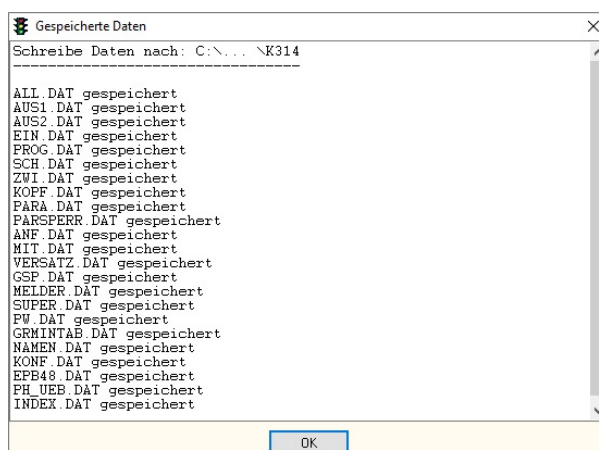 Gespeicherte Daten
Schreibe Daten nach: C:\... \K314
---------------------------------
ALL.DAT gespeichert
AUS1.DAT gespeichert
AUS2.DAT gespeichert
EIN.DAT gespeichert
PROG.DAT gespeichert
SCH.DAT gespeichert
ZWI.DAT gespeichert
KOPF.DAT gespeichert
PARA.DAT gespeichert
PARSPERR.DAT gespeichert
ANF.DAT gespeichert
MIT.DAT gespeichert
VERSATZ.DAT gespeichert
GSP.DAT gespeichert
MELDER.DAT gespeichert
SUPER.DAT gespeichert
PW.DAT gespeichert
GRMINTAB.DAT gespeichert
NAMEN.DAT gespeichert
KONF.DAT gespeichert
EPB48.DAT gespeichert
PH_UEB.DAT gespeichert
INDEX.DAT gespeichert
OK